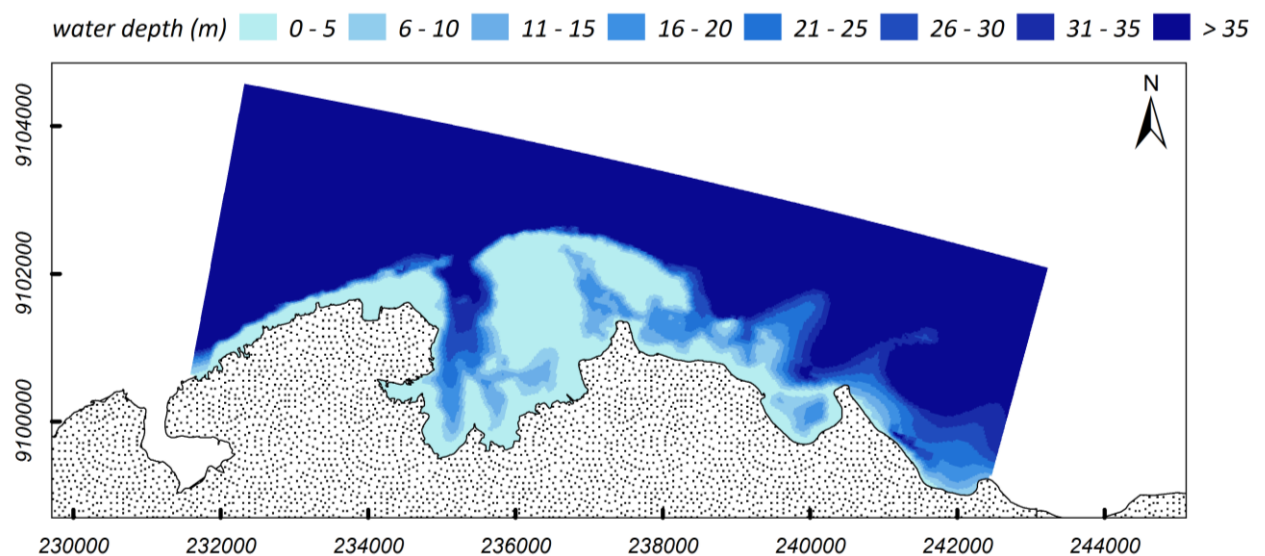 water depth (m) 0 - 5 6 - 10 11 - 15 16 - 20 21 - 25 26 - 30 31 - 35 > 35
N
9104000
9102000
9100000
230000 232000 234000 236000 238000 240000 242000 244000